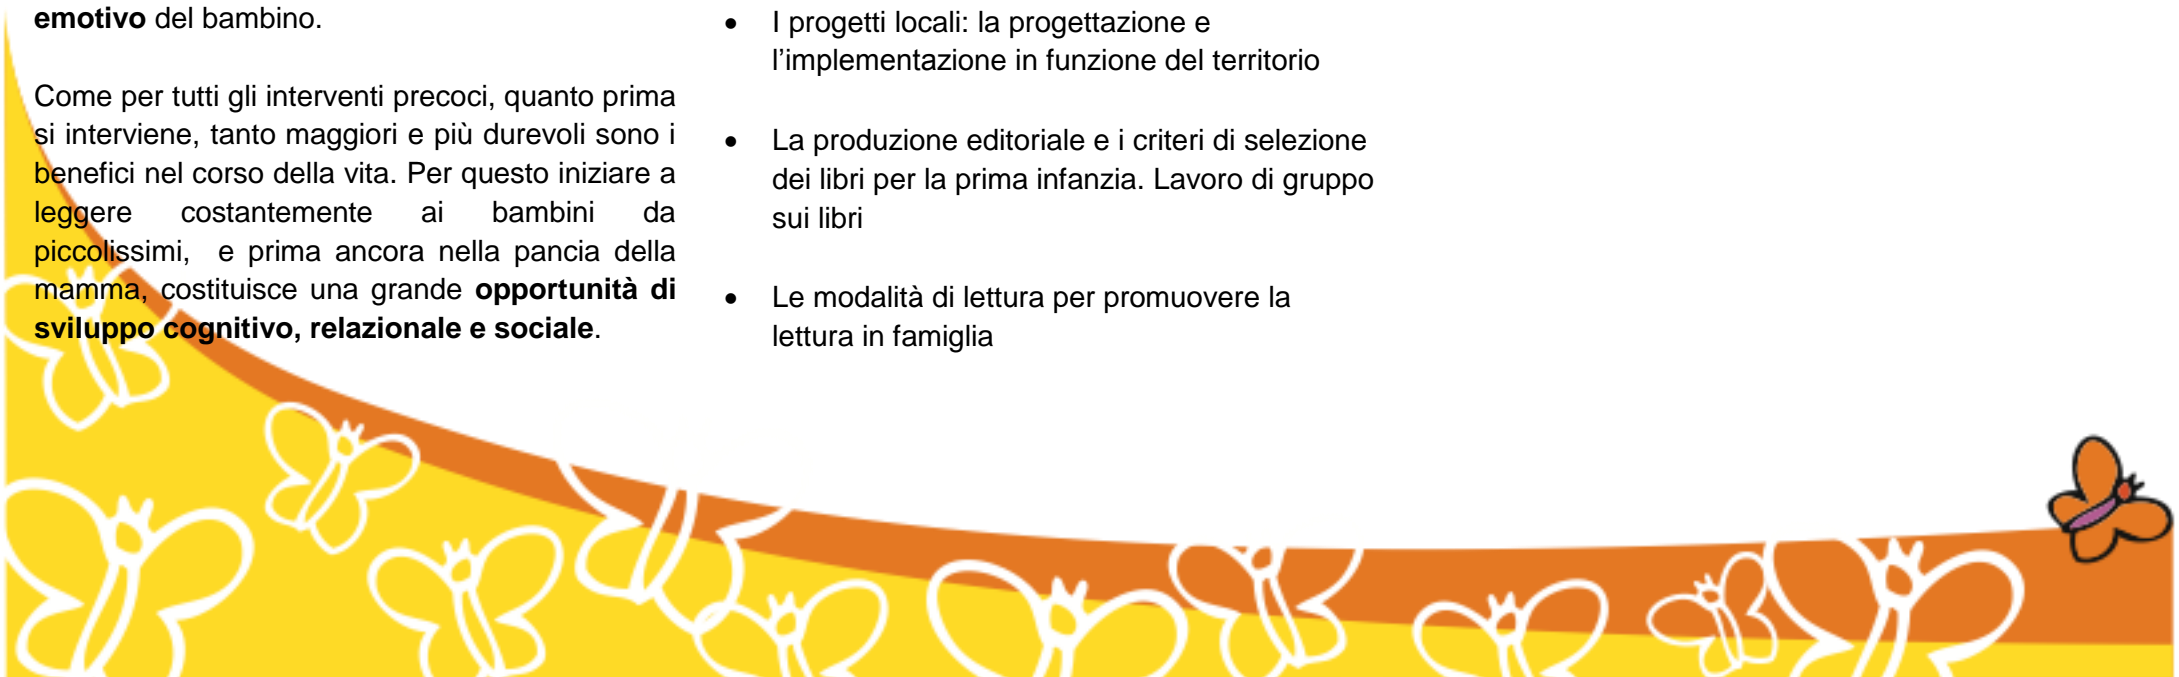 emotivo del bambino.
Come per tutti gli interventi precoci, quanto prima
si interviene, tanto maggiori e più durevoli sono i
benefici nel corso della vita. Per questo iniziare a
leggere costantemente ai bambini da
piccolissimi, e prima ancora nella pancia della
mamma, costituisce una grande opportunità di
sviluppo cognitivo, relazionale e sociale.
• I progetti locali: la progettazione e
l’implementazione in funzione del territorio
• La produzione editoriale e i criteri di selezione
dei libri per la prima infanzia. Lavoro di gruppo
sui libri
• Le modalità di lettura per promuovere la
lettura in famiglia